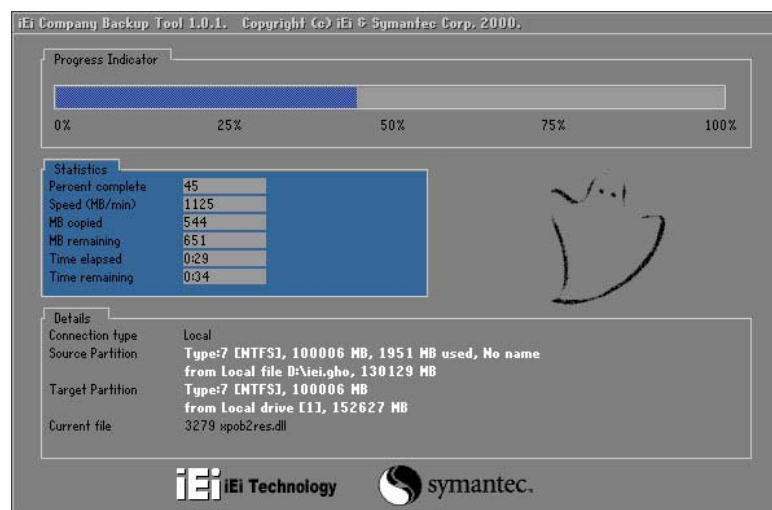 iEi Company Backup Tool 1.0.1.   Copyright (c) iEi & Symantec Corp, 2000.
Progress Indicator
0%   25%   50%   75%   100%
Statistics
Percent complete   45
Speed (MB/min)   1125
MB copied   544
MB remaining   651
Time elapsed   0:29
Time remaining   0:34
Details
Connection type   Local
Source Partition   Type:7 [NTFS], 100006 MB, 1951 MB used, No name
from Local file D:\iei.gho, 130129 MB
Target Partition   Type:7 [NTFS], 100006 MB
from Local drive [1], 152627 MB
Current file   3279 xpob2res.dll
iEi iEi Technology   symantec.